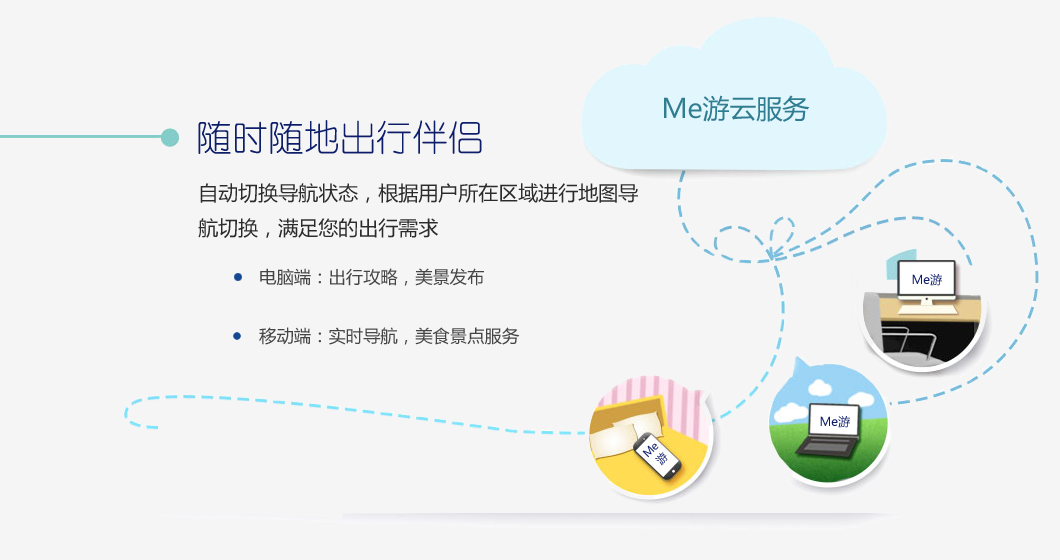 Me游云服务
随时随地出行伴侣
自动切换导航状态，根据用户所在区域进行地图导
航切换，满足您的出行需求
电脑端：出行攻略，美景发布
移动端：实时导航，美食景点服务
Me游
Me游
Me
游